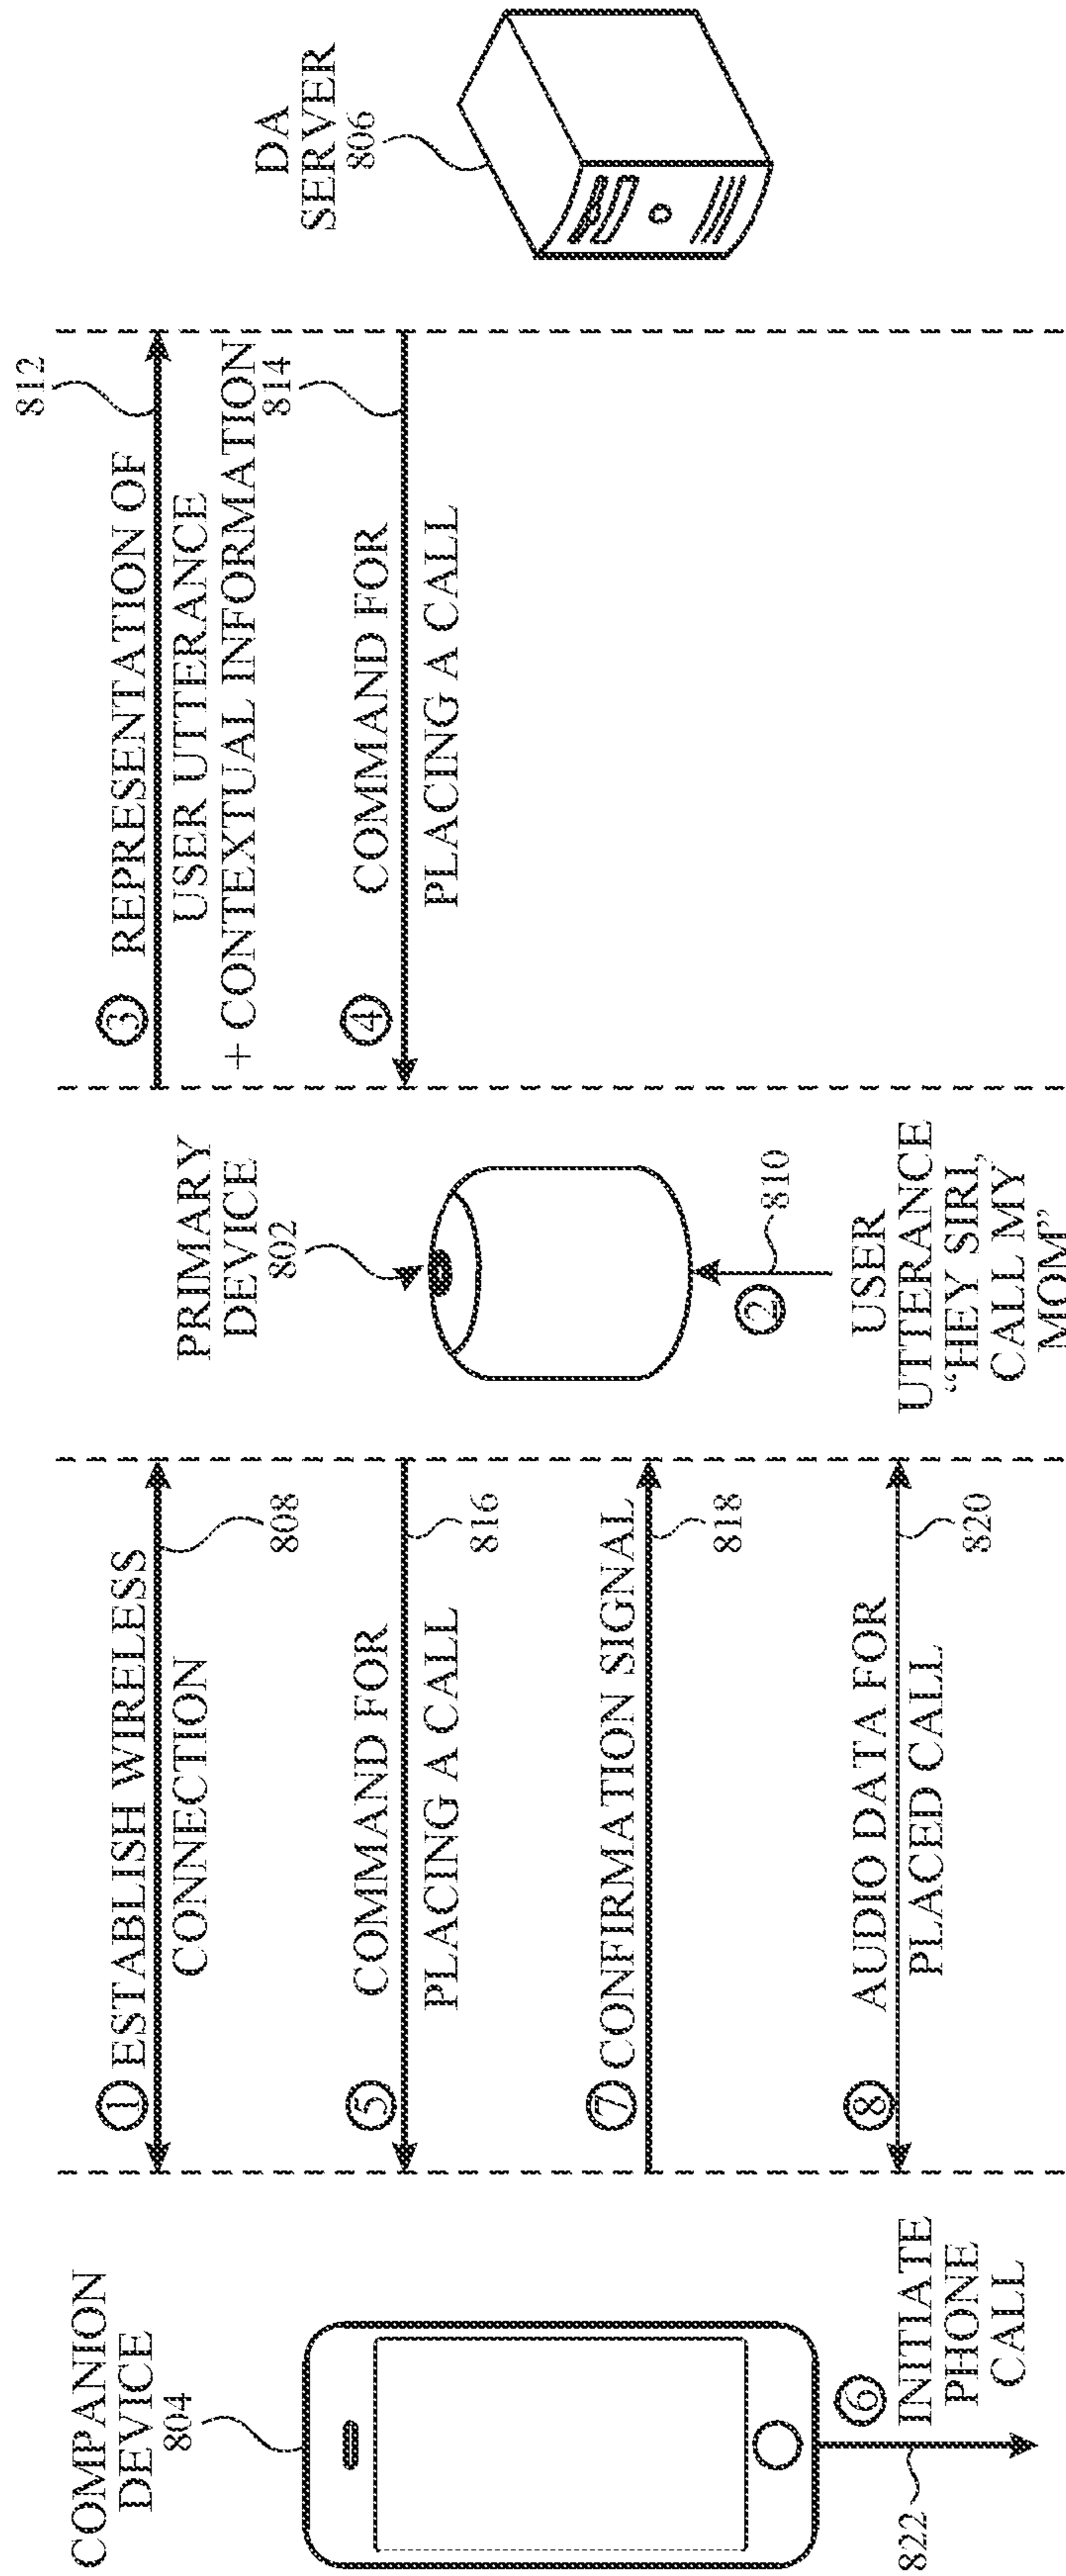 COMPANION
DEVICE
804
① ESTABLISH WIRELESS
CONNECTION
808
PRIMARY
DEVICE
802
③ REPRESENTATION OF
USER UTTERANCE
+ CONTEXTUAL INFORMATION
812
DA
SERVER
806
④ COMMAND FOR
PLACING A CALL
814
⑤ COMMAND FOR
PLACING A CALL
816
② 810
USER
UTTERANCE
“HEY SIRI,
CALL MY
MOM”
⑦ CONFIRMATION SIGNAL
818
⑥ INITIATE
PHONE
CALL
822
⑧ AUDIO DATA FOR
PLACED CALL
820